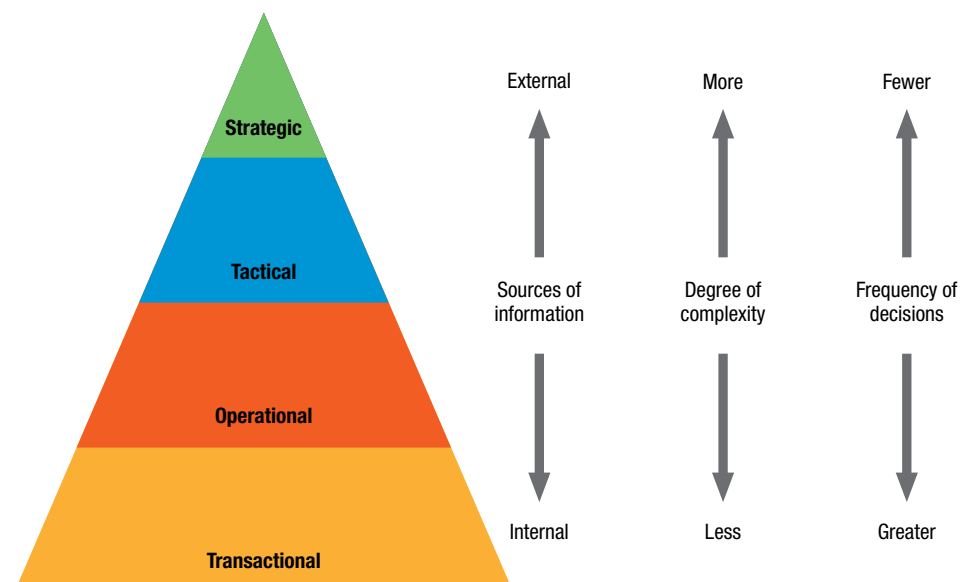 External
More
Fewer
Strategic
Tactical
Sources of
information
Degree of
complexity
Frequency of
decisions
Operational
Internal
Less
Greater
Transactional